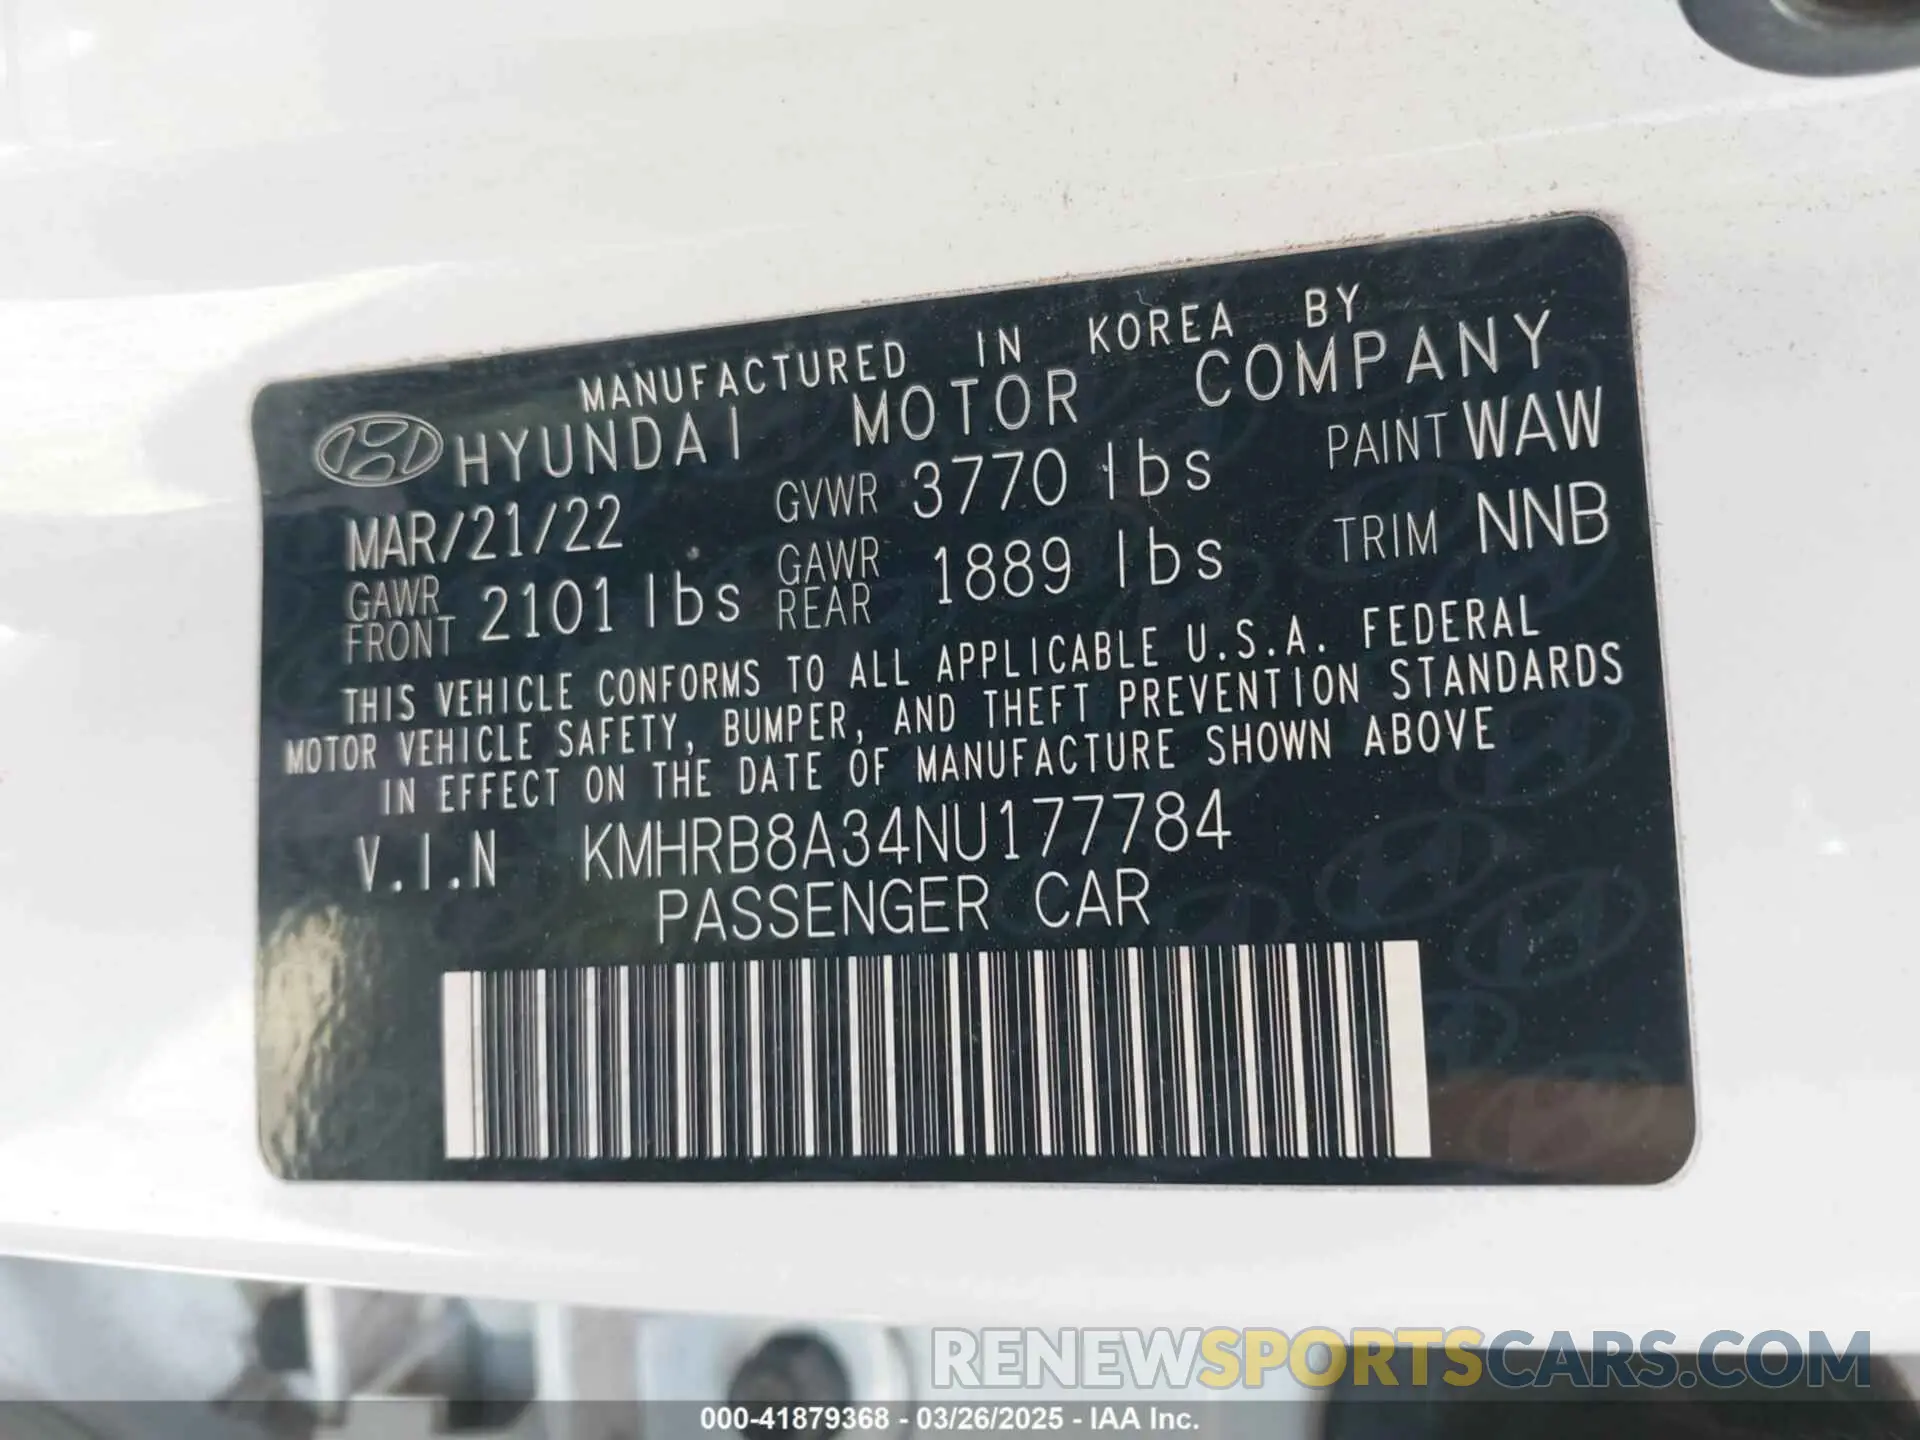 MANUFACTURED IN KOREA BY
HYUNDAI MOTOR COMPANY
MAR/21/22 GVWR 3770 lbs PAINT WAW
GAWR FRONT 2101 lbs GAWR REAR 1889 lbs TRIM NNB
THIS VEHICLE CONFORMS TO ALL APPLICABLE U.S.A. FEDERAL
MOTOR VEHICLE SAFETY, BUMPER, AND THEFT PREVENTION STANDARDS
IN EFFECT ON THE DATE OF MANUFACTURE SHOWN ABOVE
V.I.N KMHRB8A34NU177784
PASSENGER CAR
RENEWSPORTSCARS.COM
000-41879368 - 03/26/2025 - IAA Inc.